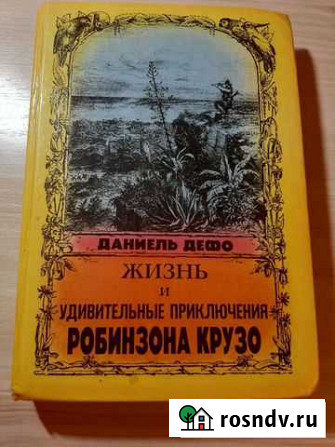 ДАНИЕЛЬ ДЕФО
ЖИЗНЬ
И
УДИВИТЕЛЬНЫЕ ПРИКЛЮЧЕНИЯ
РОБИНЗОНА КРУЗО
rosndv.ru